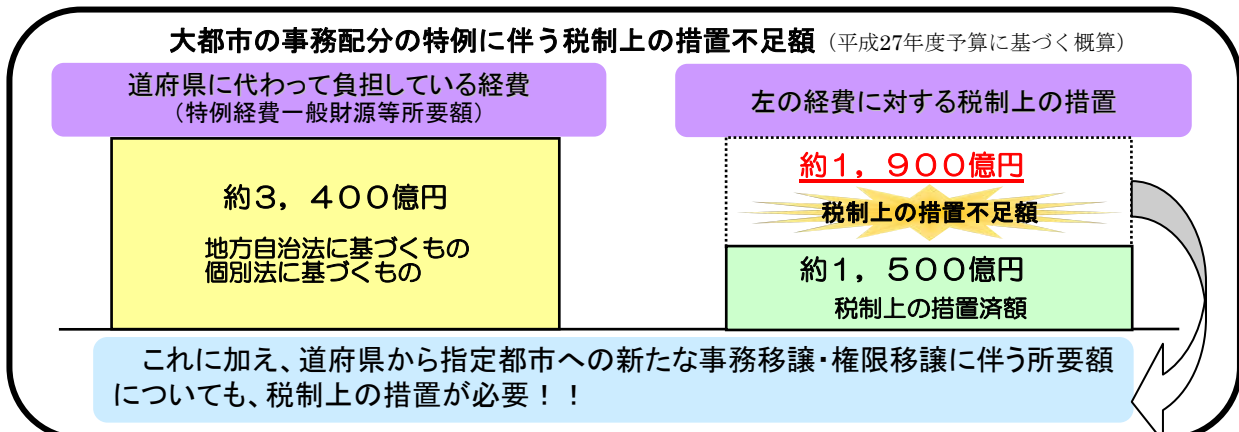 大都市の事務配分の特例に伴う税制上の措置不足額（平成27年度予算に基づく概算）
道府県に代わって負担している経費
（特例経費一般財源等所要額）
左の経費に対する税制上の措置
約３，４００億円
地方自治法に基づくもの
個別法に基づくもの
約１，９００億円
税制上の措置不足額
約１，５００億円
税制上の措置済額
これに加え、道府県から指定都市への新たな事務移譲・権限移譲に伴う所要額
についても、税制上の措置が必要！！